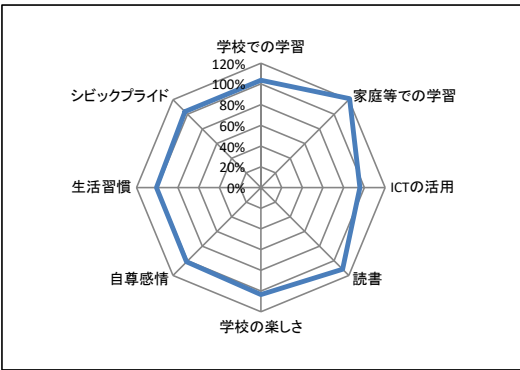 学校での学習
120%
100%
80%
60%
40%
20%
0%
家庭等での学習
ICTの活用
読書
学校の楽しさ
自尊感情
生活習慣
シビックプライド